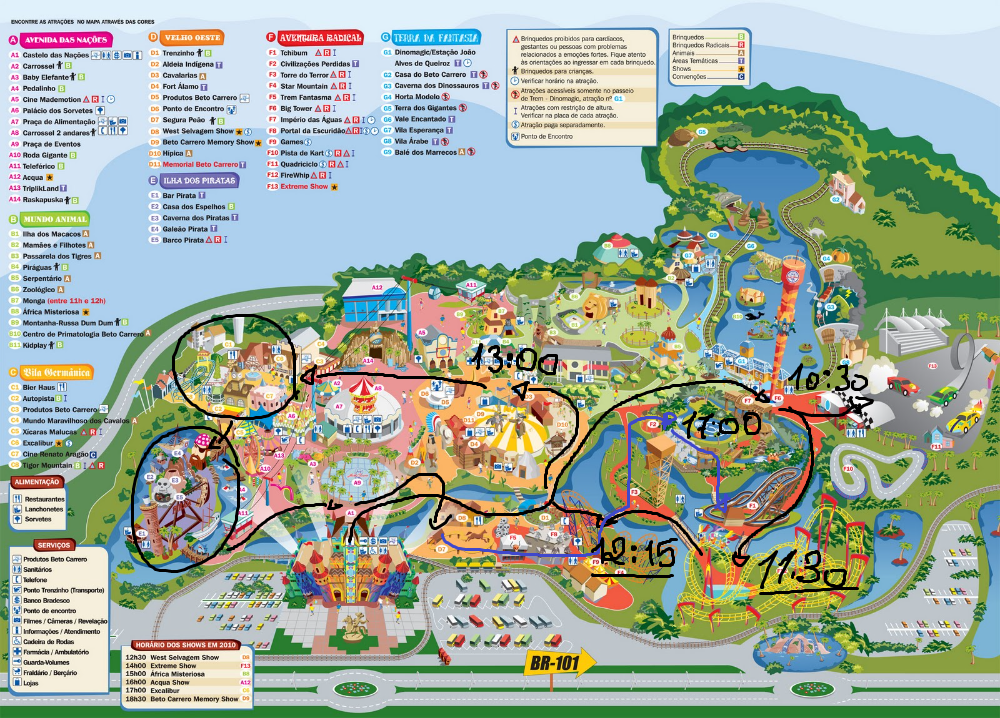 ENCONTRE AS ATRAÇÕES NO MAPA ATRAVÉS DAS CORES
A AVENIDA DAS NAÇÕES
A1 Castelo das Nações
A2 Carrossel B
A3 Baby Elefante B
A4 Pedalinho B
A5 Cine Mademotion A R I
A6 Palácio dos Sorvetes
A7 Praça de Alimentação
A8 Carrossel 2 andares
A9 Praça de Eventos
A10 Roda Gigante B
A11 Teleférico B
A12 Acqua
A13 TriplikLand T
A14 Raskapuska B
B MUNDO ANIMAL
B1 Ilha dos Macacos A
B2 Mamães e Filhotes A
B3 Passarela dos Tigres A
B4 Piráguas B
B5 Serpentário A
B6 Zoológico A
B7 Monga (entre 11h e 12h)
B8 África Misteriosa
B9 Montanha-Russa Dum Dum B
B10 Centro de Primatologia Beto Carrero A
B11 Kidplay B
C Vila Germânica
C1 Bier Haus
C2 Autopista B I
C3 Produtos Beto Carrero
C4 Mundo Maravilhoso dos Cavalos A
C5 Xícaras Malucas R I
C6 Excalibur
C7 Cine Renato Aragão C
C8 Tigor Mountain B I R
ALIMENTAÇÃO
Restaurantes
Lanchonetes
Sorvetes
SERVIÇOS
Produtos Beto Carrero
Sanitários
Telefone
Ponto Trenzinho (Transporte)
Banco Bradesco
Ponto de encontro
Filmes / Câmeras / Revelação
Informações / Atendimento
Cadeira de Rodas
Farmácia / Ambulatório
Guarda-Volumes
Fraldário / Berçário
Lojas
D VELHO OESTE
D1 Trenzinho B
D2 Aldeia Indígena T
D3 Cavalarias A
D4 Fort Álamo T
D5 Produtos Beto Carrero
D6 Ponto de Encontro
D7 Segura Peão B
D8 West Selvagem Show
D9 Beto Carrero Memory Show
D10 Hípica A
D11 Memorial Beto Carrero T
E ILHA DOS PIRATAS
E1 Bar Pirata T
E2 Casa dos Espelhos B
E3 Caverna dos Piratas T
E4 Galeão Pirata T
E5 Barco Pirata R I
F AVENTURA RADICAL
F1 Tchibum R I
F2 Civilizações Perdidas T
F3 Torre do Terror R I
F4 Star Mountain R I
F5 Trem Fantasma R I
F6 Big Tower R I
F7 Império das Águas R I
F8 Portal da Escuridão R I
F9 Games
F10 Pista de Kart R I
F11 Quadriciclo R I
F12 FireWhip R I
F13 Extreme Show
G TERRA DA FANTASIA
G1 Dinomagic/Estação João
Alves de Queiroz T
G2 Casa do Beto Carrero T
G3 Caverna dos Dinossauros T
G4 Horta Modelo
G5 Terra dos Gigantes
G6 Vale Encantado T
G7 Vila Esperança T
G8 Vila Árabe T
G9 Balé dos Marrecos A
Brinquedos proibidos para cardíacos,
gestantes ou pessoas com problemas
relacionados a emoções fortes. Fique atento
às orientações ao ingressar em cada brinquedo.
Brinquedos para crianças.
Verificar horário na atração.
Atrações acessíveis somente no passeio
de Trem - Dinomagic, atração nº G1
Atrações com restrição de altura.
Verificar na placa de cada atração.
Atração paga separadamente.
Ponto de Encontro
Brinquedos B
Brinquedos Radicais R
Animais A
Áreas Temáticas T
Shows
Convenções C
13:00
10:30
17:00
12:15
11:30
HORÁRIO DOS SHOWS EM 2010
12h30 West Selvagem Show D8
14h00 Extreme Show F13
15h00 África Misteriosa B8
16h00 Acqua Show A12
17h00 Excalibur C6
18h30 Beto Carrero Memory Show D9
BR-101